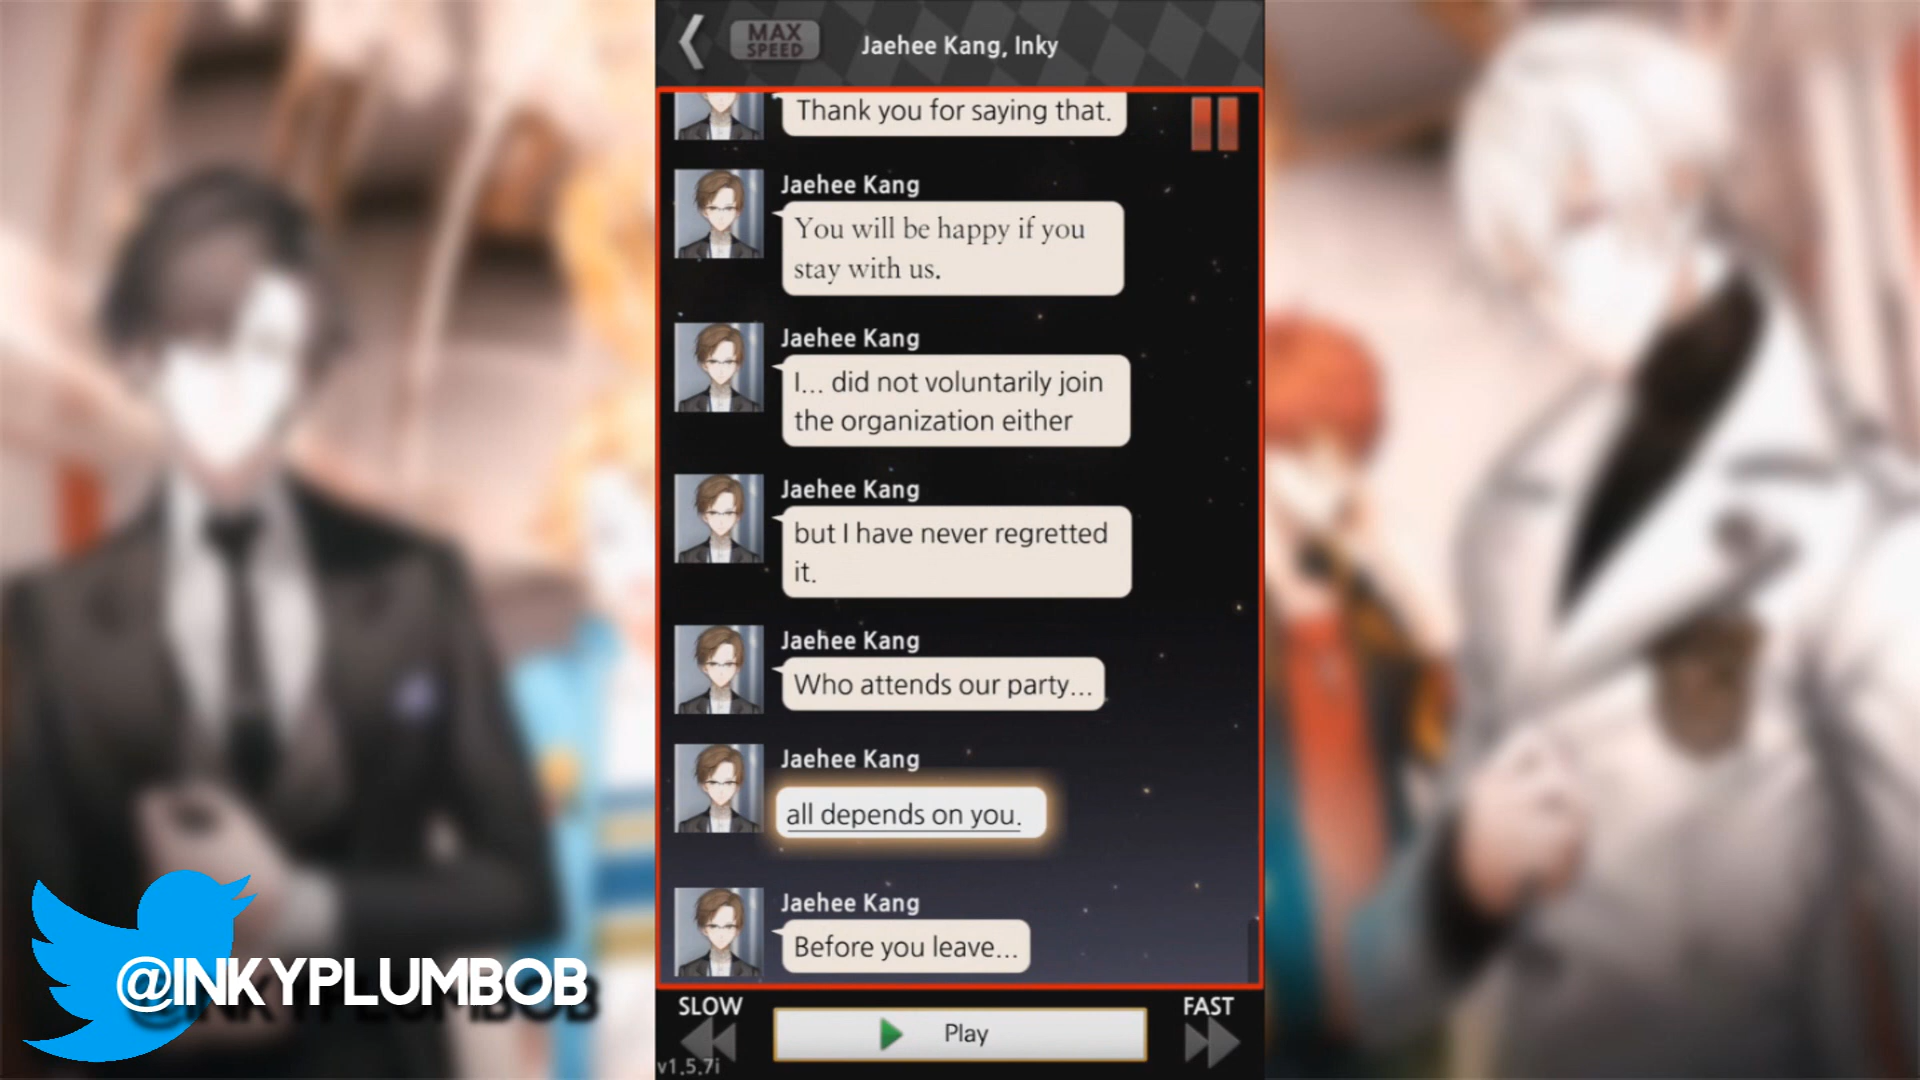 MAX
SPEED
Jaehee Kang, Inky
Thank you for saying that.
Jaehee Kang
You will be happy if you
stay with us.
Jaehee Kang
I... did not voluntarily join
the organization either
Jaehee Kang
but I have never regretted
it.
Jaehee Kang
Who attends our party...
Jaehee Kang
all depends on you.
Jaehee Kang
Before you leave...
SLOW
Play
FAST
v1.5.7i
@INKYPLUMBOB